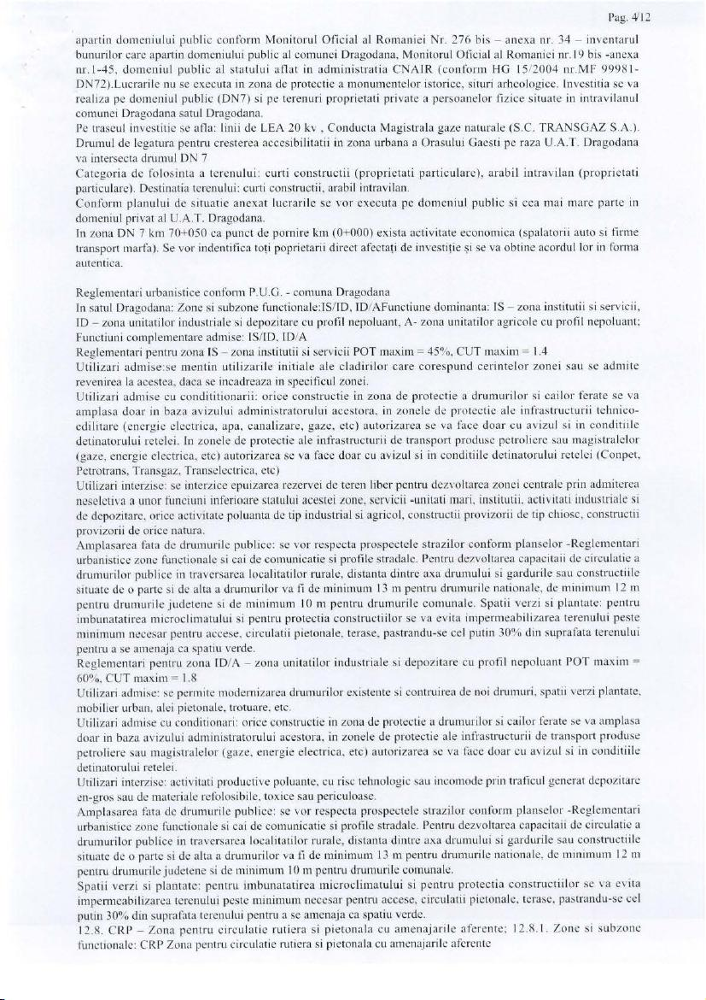 Pag. 4/12
apartin domeniului public conform Monitorul Oficial al Romaniei Nr. 276 bis – anexa nr. 34 – inventarul
bunurilor care apartin domeniului public al comunei Dragodana, Monitorul Oficial al Romaniei nr.19 bis -anexa
nr.1-45, domeniul public al statului aflat in administratia CNAIR (conform HG 15/2004 nr.MF 99981-
DN72).Lucrarile nu se executa in zona de protectie a monumentelor istorice, situri arheologice. Investitia se va
realiza pe domeniul public (DN7) si pe terenuri proprietati private a persoanelor fizice situate in intravilanul
comunei Dragodana satul Dragodana.
Pe traseul investitie se afla: linii de LEA 20 kv , Conducta Magistrala gaze naturale (S.C. TRANSGAZ S.A.).
Drumul de legatura pentru cresterea accesibilitatii in zona urbana a Orasului Gaesti pe raza U.A.T. Dragodana
va intersecta drumul DN 7
Categoria de folosinta a terenului: curti constructii (proprietati particulare), arabil intravilan (proprietati
particulare). Destinatia terenului: curti constructii, arabil intravilan.
Conform planului de situatie anexat lucrarile se vor executa pe domeniul public si cea mai mare parte in
domeniul privat al U.A.T. Dragodana.
In zona DN 7 km 70+050 ca punct de pornire km (0+000) exista activitate economica (spalatorii auto si firme
transport marfa). Se vor indentifica toți poprietarii direct afectați de investiție și se va obtine acordul lor in forma
autentica.
Reglementari urbanistice conform P.U.G. - comuna Dragodana
In satul Dragodana: Zone si subzone functionale:IS/ID, ID/AFunctiune dominanta: IS – zona institutii si servicii,
ID – zona unitatilor industriale si depozitare cu profil nepoluant, A- zona unitatilor agricole cu profil nepoluant;
Functiuni complementare admise: IS/ID, ID/A
Reglementari pentru zona IS – zona institutii si servicii POT maxim = 45%, CUT maxim = 1.4
Utilizari admise:se mentin utilizarile initiale ale cladirilor care corespund cerintelor zonei sau se admite
revenirea la acestea, daca se incadreaza in specificul zonei.
Utilizari admise cu condititionarii: orice constructie in zona de protectie a drumurilor si cailor ferate se va
amplasa doar in baza avizului administratorului acestora, in zonele de protectie ale infrastructurii tehnico-
edilitare (energie electrica, apa, canalizare, gaze, etc) autorizarea se va face doar cu avizul si in conditiile
detinatorului retelei. In zonele de protectie ale infrastructurii de transport produse petroliere sau magistralelor
(gaze, energie electrica, etc) autorizarea se va face doar cu avizul si in conditiile detinatorului retelei (Conpet,
Petrotrans, Transgaz, Transelectrica, etc)
Utilizari interzise: se interzice epuizarea rezervei de teren liber pentru dezvoltarea zonei centrale prin admiterea
neseletiva a unor funciuni inferioare statului acestei zone, servicii -unitati mari, institutii, activitati industriale si
de depozitare, orice activitate poluanta de tip industrial si agricol, constructii provizorii de tip chiosc, constructii
provizorii de orice natura.
Amplasarea fata de drumurile publice: se vor respecta prospectele strazilor conform planselor -Reglementari
urbanistice zone functionale si cai de comunicatie si profile stradale. Pentru dezvoltarea capacitaii de circulatie a
drumurilor publice in traversarea localitatilor rurale, distanta dintre axa drumului si gardurile sau constructiile
situate de o parte si de alta a drumurilor va fi de minimum 13 m pentru drumurile nationale, de minimum 12 m
pentru drumurile judetene si de minimum 10 m pentru drumurile comunale. Spatii verzi si plantate: pentru
imbunatatirea microclimatului si pentru protectia constructiilor se va evita impermeabilizarea terenului peste
minimum necesar pentru accese, circulatii pietonale, terase, pastrandu-se cel putin 30% din suprafata terenului
pentru a se amenaja ca spatiu verde.
Reglementari pentru zona ID/A – zona unitatilor industriale si depozitare cu profil nepoluant POT maxim =
60%, CUT maxim = 1.8
Utilizari admise: se permite modernizarea drumurilor existente si contruirea de noi drumuri, spatii verzi plantate,
mobilier urban, alei pietonale, trotuare, etc.
Utilizari admise cu conditionari: orice constructie in zona de protectie a drumurilor si cailor ferate se va amplasa
doar in baza avizului administratorului acestora, in zonele de protectie ale infrastructurii de transport produse
petroliere sau magistralelor (gaze, energie electrica, etc) autorizarea se va face doar cu avizul si in conditiile
detinatorului retelei.
Utilizari interzise: activitati productive poluante, cu risc tehnologic sau incomode prin traficul generat depozitare
en-gros sau de materiale refolosibile, toxice sau periculoase.
Amplasarea fata de drumurile publice: se vor respecta prospectele strazilor conform planselor -Reglementari
urbanistice zone functionale si cai de comunicatie si profile stradale. Pentru dezvoltarea capacitaii de circulatie a
drumurilor publice in traversarea localitatilor rurale, distanta dintre axa drumului si gardurile sau constructiile
situate de o parte si de alta a drumurilor va fi de minimum 13 m pentru drumurile nationale, de minimum 12 m
pentru drumurile judetene si de minimum 10 m pentru drumurile comunale.
Spatii verzi si plantate: pentru imbunatatirea microclimatului si pentru protectia constructiilor se va evita
impermeabilizarea terenului peste minimum necesar pentru accese, circulatii pietonale, terase, pastrandu-se cel
putin 30% din suprafata terenului pentru a se amenaja ca spatiu verde.
12.8. CRP – Zona pentru circulatie rutiera si pietonala cu amenajarile aferente; 12.8.1. Zone si subzone
functionale: CRP Zona pentru circulatie rutiera si pietonala cu amenajarile aferente